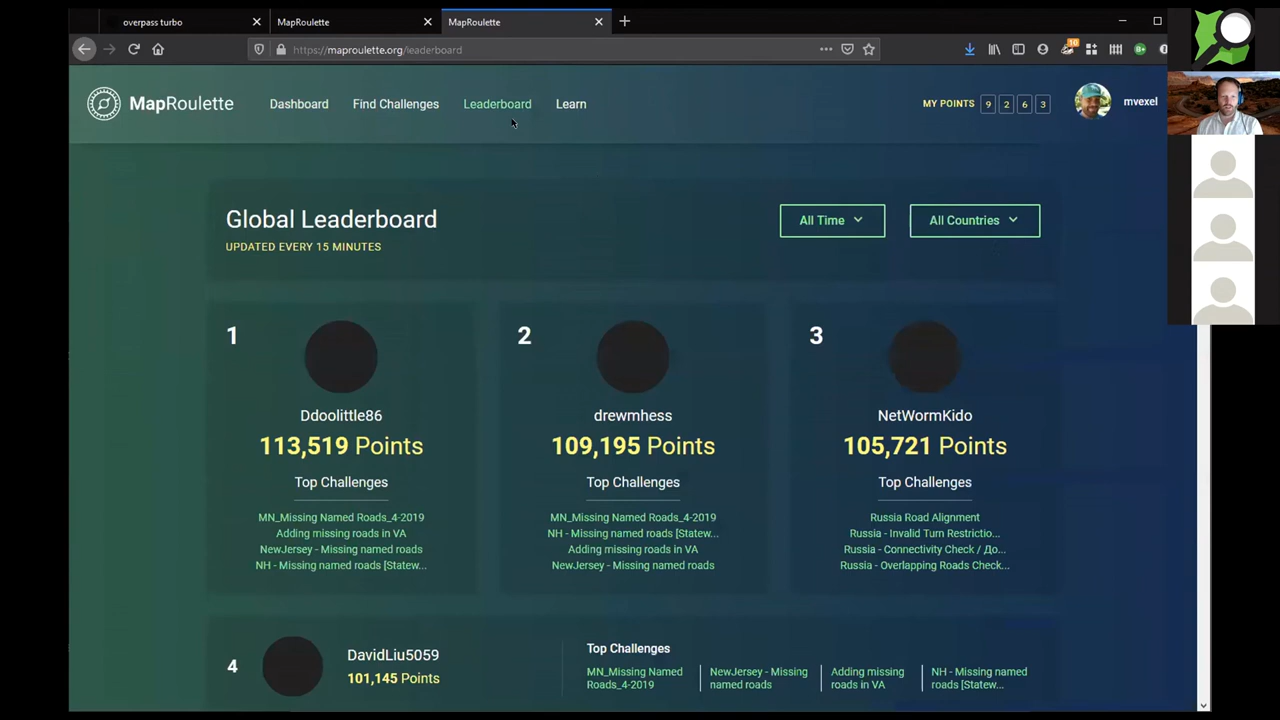 overpass turbo
MapRoulette
MapRoulette
https://maproulette.org/leaderboard
10
MapRoulette
Dashboard
Find Challenges
Leaderboard
Learn
MY POINTS 9 2 6 3
mvexel
Global Leaderboard
UPDATED EVERY 15 MINUTES
All Time
All Countries
1
Ddoolittle86
113,519 Points
Top Challenges
MN_Missing Named Roads_4-2019
Adding missing roads in VA
NewJersey - Missing named roads
NH - Missing named roads [Statew...
2
drewmhess
109,195 Points
Top Challenges
MN_Missing Named Roads_4-2019
NH - Missing named roads [Statew...
Adding missing roads in VA
NewJersey - Missing named roads
3
NetWormKido
105,721 Points
Top Challenges
Russia Road Alignment
Russia - Invalid Turn Restrictio...
Russia - Connectivity Check / До...
Russia - Overlapping Roads Check...
4
DavidLiu5059
101,145 Points
Top Challenges
MN_Missing Named
Roads_4-2019
NewJersey - Missing
named roads
Adding missing
roads in VA
NH - Missing named
roads [Statew...